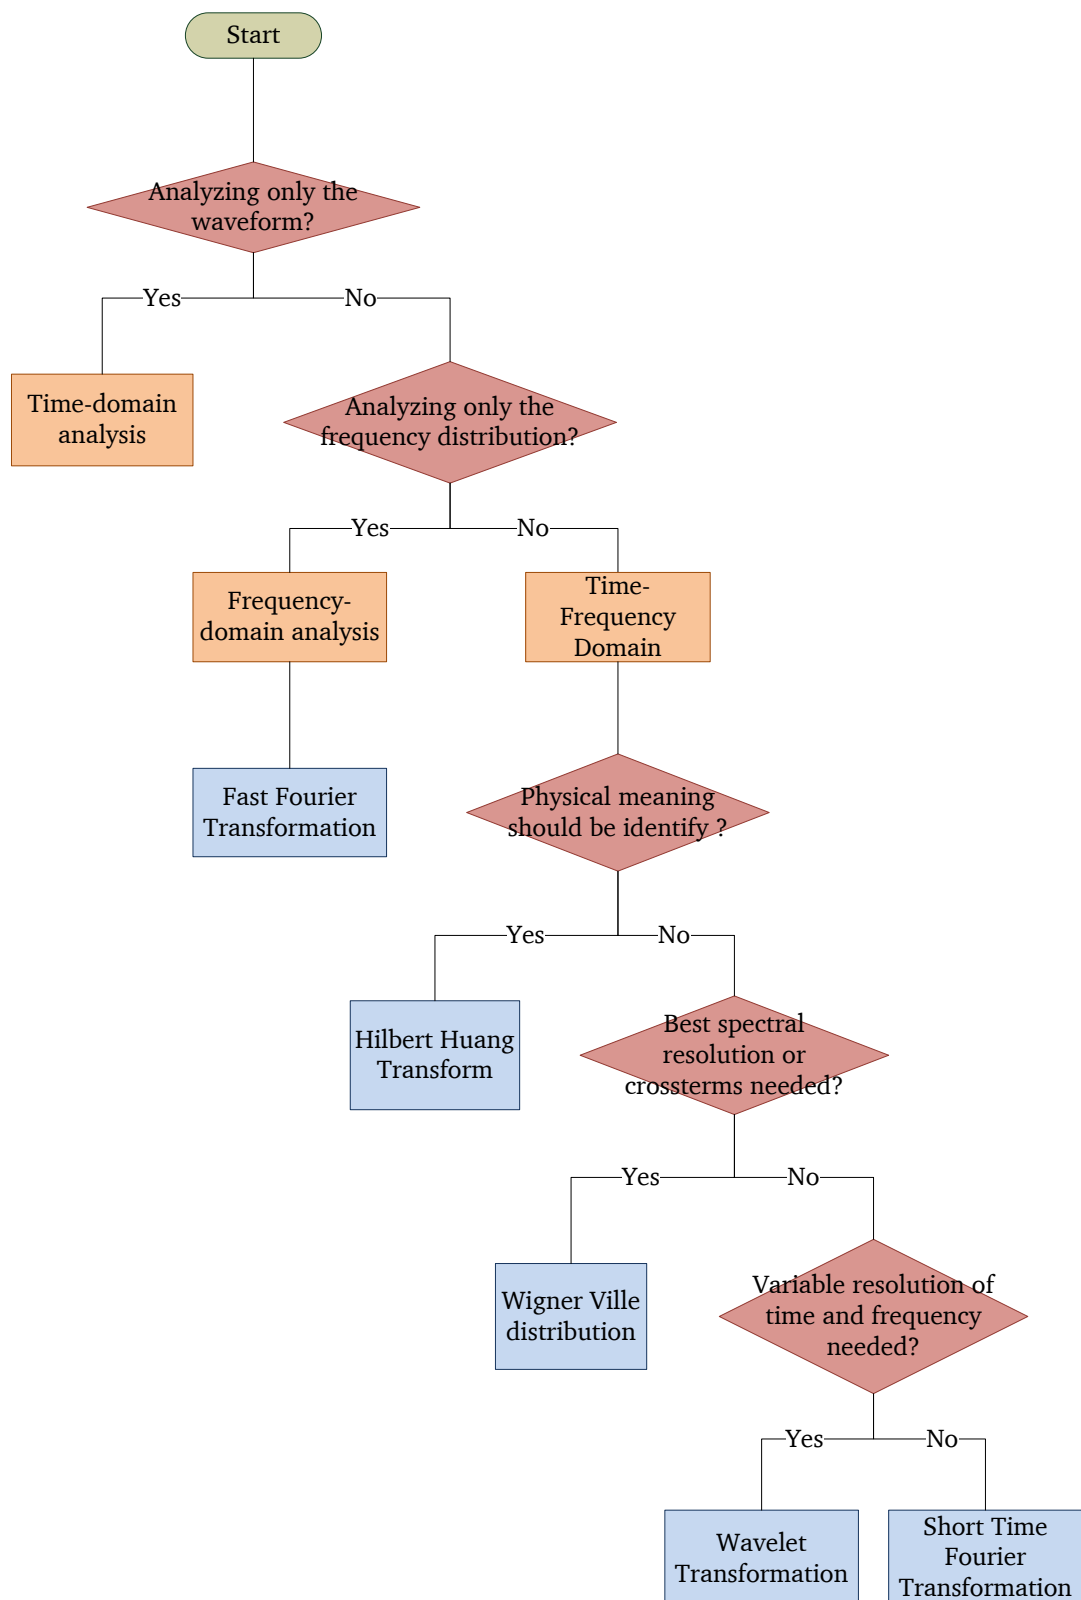 Start
Analyzing only the
waveform?
Yes
No
Time-domain
analysis
Analyzing only the
frequency distribution?
Yes
No
Frequency-
domain analysis
Time-
Frequency
Domain
Fast Fourier
Transformation
Physical meaning
should be identify ?
Yes
No
Hilbert Huang
Transform
Best spectral
resolution or
crossterms needed?
Yes
No
Wigner Ville
distribution
Variable resolution of
time and frequency
needed?
Yes
No
Wavelet
Transformation
Short Time
Fourier
Transformation